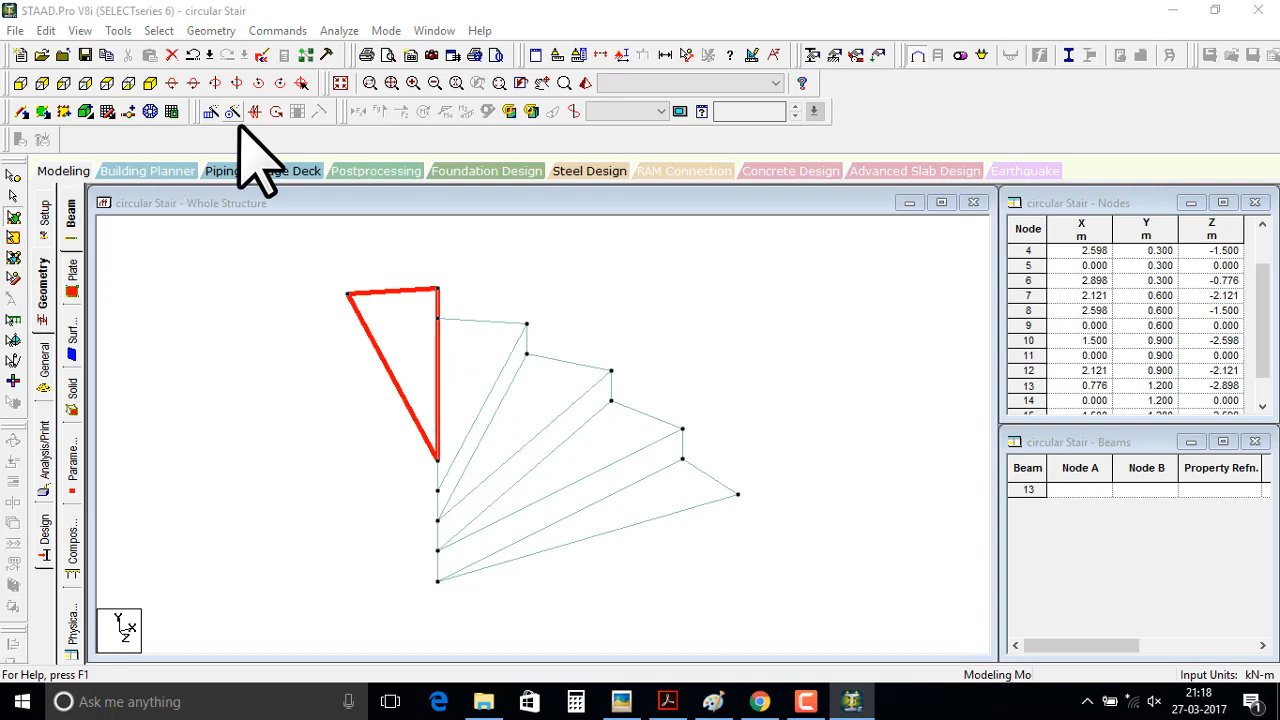 STAAD.Pro V8i (SELECTseries 6) - circular Stair
File Edit View Tools Select Geometry Commands Analyze Mode Window Help
Modeling Building Planner Piping Deck Postprocessing Foundation Design Steel Design RAM Connection Concrete Design Advanced Slab Design Earthquake
Setup
Geometry
General
Analysis/Print
Design
Beam
Plate
Surf...
Solid
Parame...
Compos...
Physica...
circular Stair - Whole Structure
Y
X
Z
circular Stair - Nodes
Node X m Y m Z m
4 2.598 0.300 -1.500
5 0.000 0.300 0.000
6 2.898 0.300 -0.776
7 2.121 0.600 -2.121
8 2.598 0.600 -1.500
9 0.000 0.600 0.000
10 1.500 0.900 -2.598
11 0.000 0.900 0.000
12 2.121 0.900 -2.121
13 0.776 1.200 -2.898
14 0.000 1.200 0.000
circular Stair - Beams
Beam Node A Node B Property Refn.
13
For Help, press F1
Modeling Mo
Input Units: kN-m
Ask me anything
21:18
27-03-2017